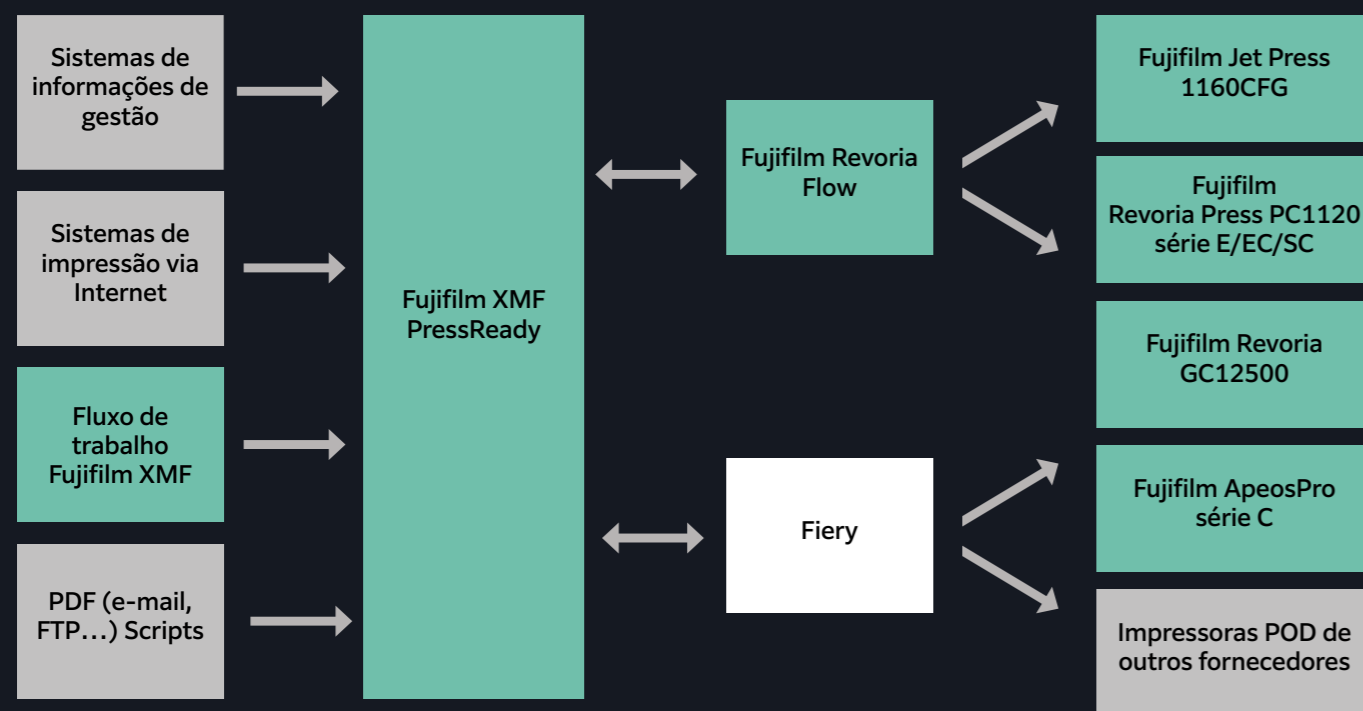 Sistemas de
informações de
gestão
Sistemas de
impressão via
Internet
Fluxo de
trabalho
Fujifilm XMF
PDF (e-mail,
FTP...) Scripts
Fujifilm XMF
PressReady
Fujifilm Revoria
Flow
Fiery
Fujifilm Jet Press
1160CFG
Fujifilm
Revoria Press PC1120
série E/EC/SC
Fujifilm Revoria
GC12500
Fujifilm ApeosPro
série C
Impressoras POD de
outros fornecedores